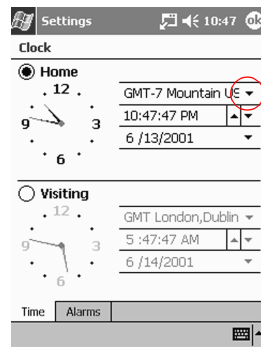 Settings 10:47 ok
Clock
Home
12
9 3
6
GMT-7 Mountain US
10:47:47 PM
6 /13/2001
Visiting
12
9 3
6
GMT London,Dublin
5 :47:47 AM
6 /14/2001
Time Alarms